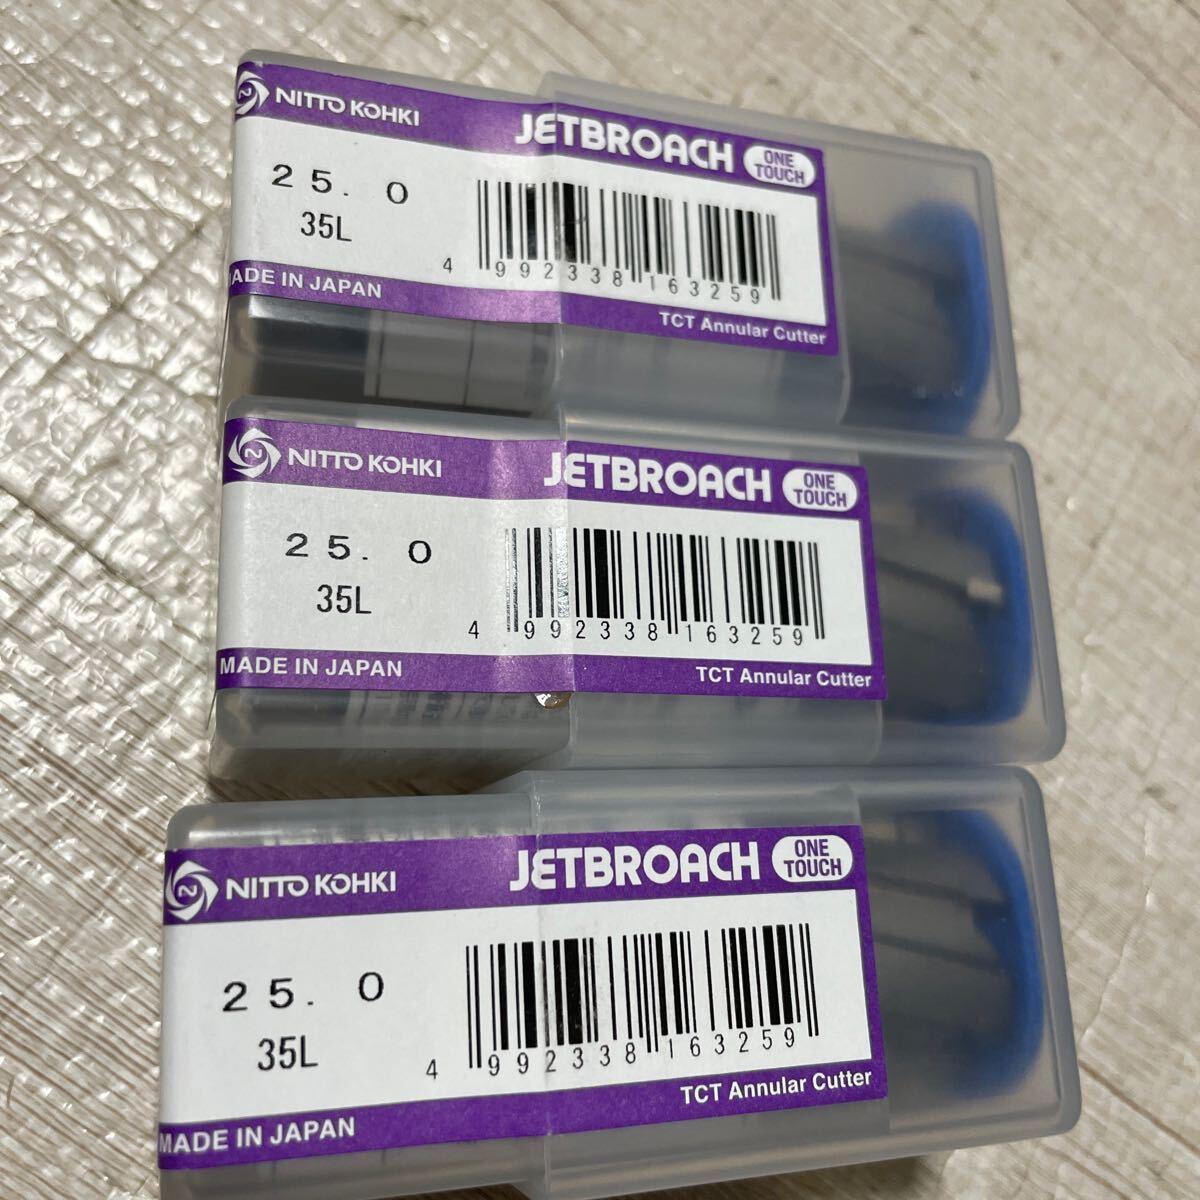 NITTO KOHKI
JETBROACH
ONE TOUCH
25.0
35L
4 992338 163259
MADE IN JAPAN
TCT Annular Cutter
NITTO KOHKI
JETBROACH
ONE TOUCH
25.0
35L
4 992338 163259
MADE IN JAPAN
TCT Annular Cutter
NITTO KOHKI
JETBROACH
ONE TOUCH
25.0
35L
4 992338 163259
MADE IN JAPAN
TCT Annular Cutter